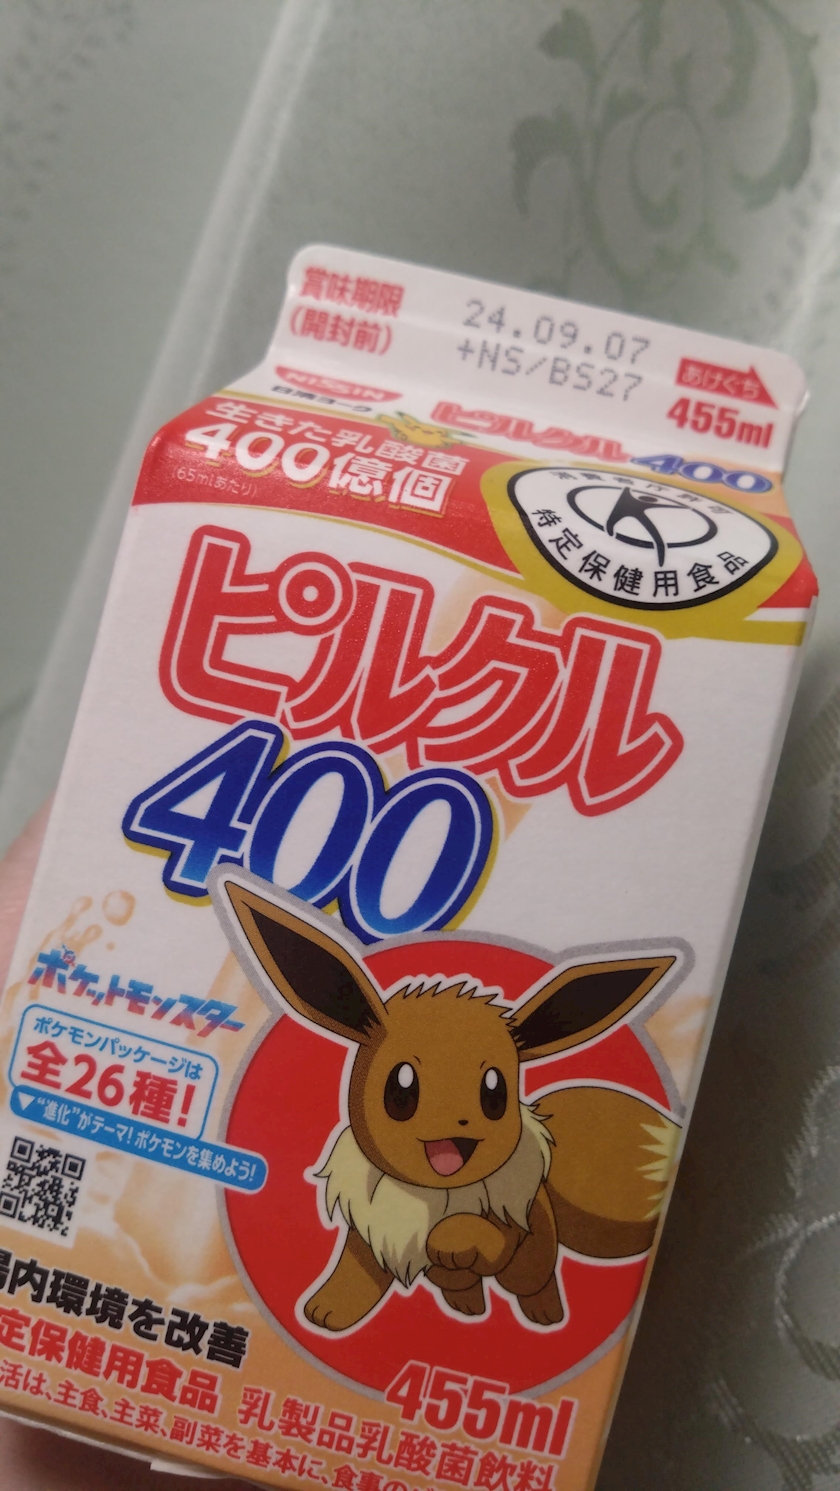 賞味期限
(開封前)
24.09.07
+NS/BS27
あけぐち
455ml
NISSIN
日清ヨーク
ピルクル400
生きた乳酸菌
400億個
(65mlあたり)
消費者庁許可
特定保健用食品
ピルクル
400
ポケットモンスター
ポケモンパッケージは
全26種!
▼"進化"がテーマ!ポケモンを集めよう!
腸内環境を改善
定保健用食品
455ml
乳製品乳酸菌飲料
活は、主食、主菜、副菜を基本に、食事の